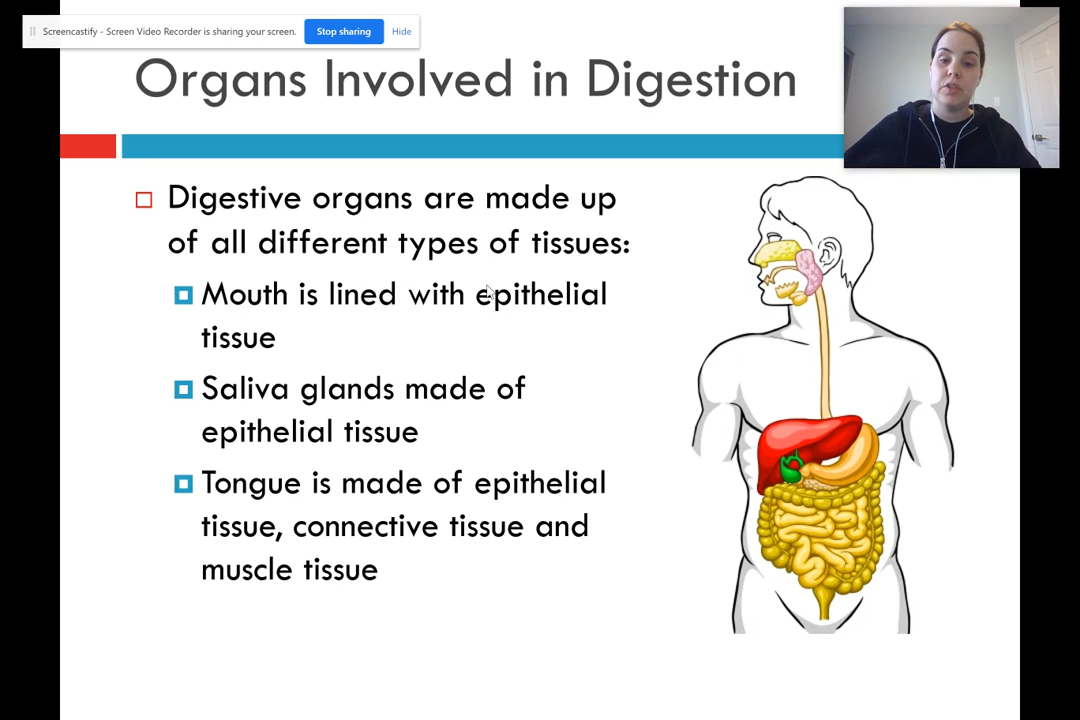 Screencastify - Screen Video Recorder is sharing your screen. Stop sharing Hide
Organs Involved in Digestion
Digestive organs are made up
of all different types of tissues:
Mouth is lined with epithelial
tissue
Saliva glands made of
epithelial tissue
Tongue is made of epithelial
tissue, connective tissue and
muscle tissue